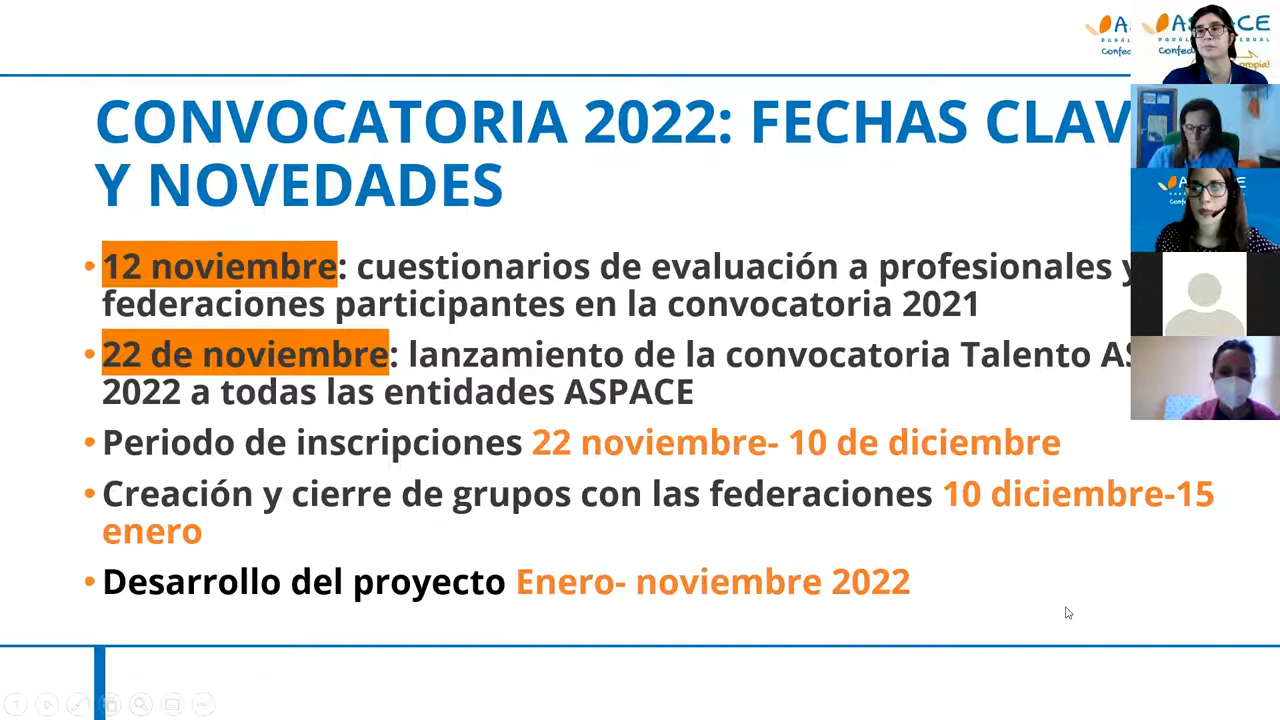 CONVOCATORIA 2022: FECHAS CLAV
Y NOVEDADES
• 12 noviembre: cuestionarios de evaluación a profesionales y
federaciones participantes en la convocatoria 2021
• 22 de noviembre: lanzamiento de la convocatoria Talento AS
2022 a todas las entidades ASPACE
• Periodo de inscripciones 22 noviembre- 10 de diciembre
• Creación y cierre de grupos con las federaciones 10 diciembre-15
enero
• Desarrollo del proyecto Enero- noviembre 2022